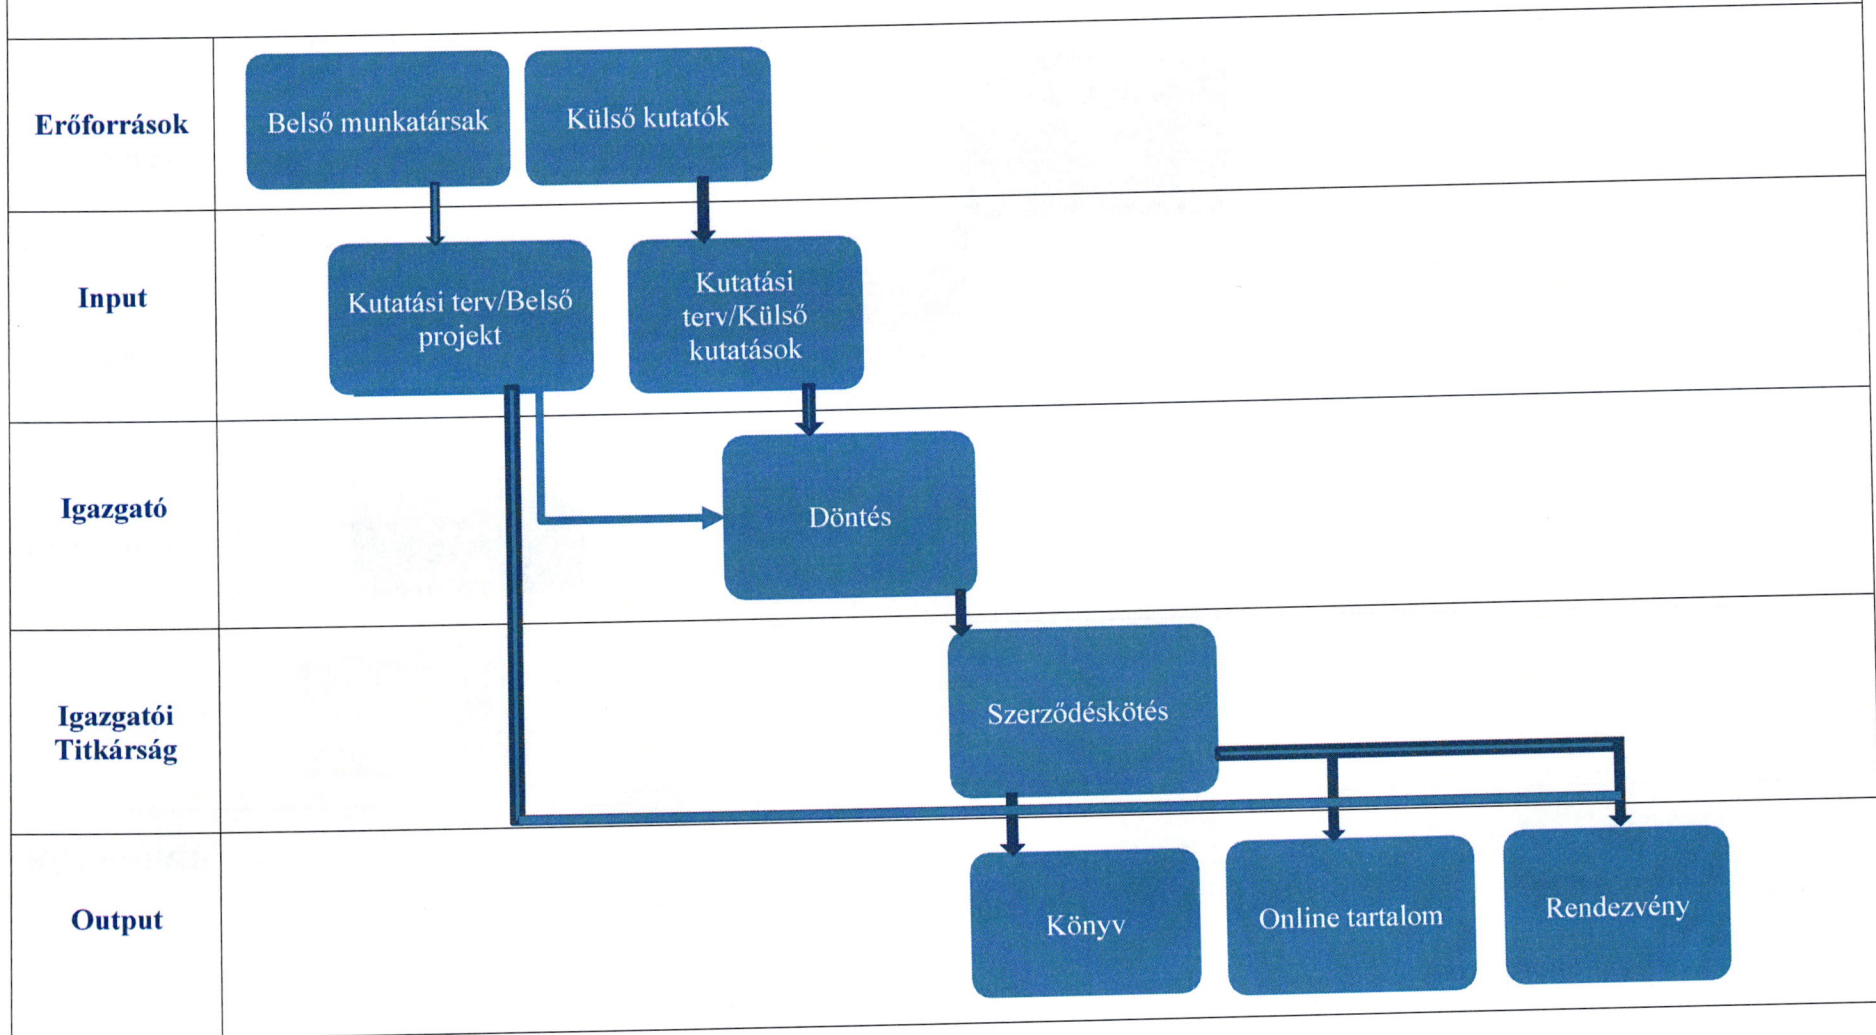 Erőforrások
Belső munkatársak
Külső kutatók
Input
Kutatási terv/Belső
projekt
Kutatási
terv/Külső
kutatások
Igazgató
Döntés
Igazgatói
Titkárság
Szerződéskötés
Output
Könyv
Online tartalom
Rendezvény